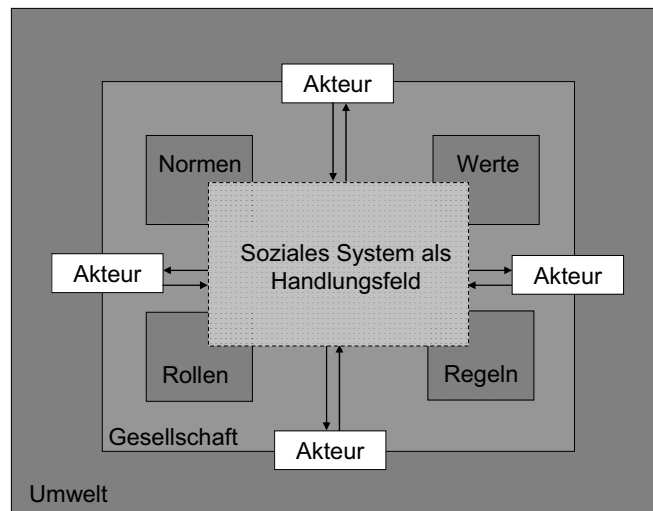 Akteur
Normen
Werte
Soziales System als
Handlungsfeld
Akteur
Akteur
Rollen
Regeln
Gesellschaft
Akteur
Umwelt